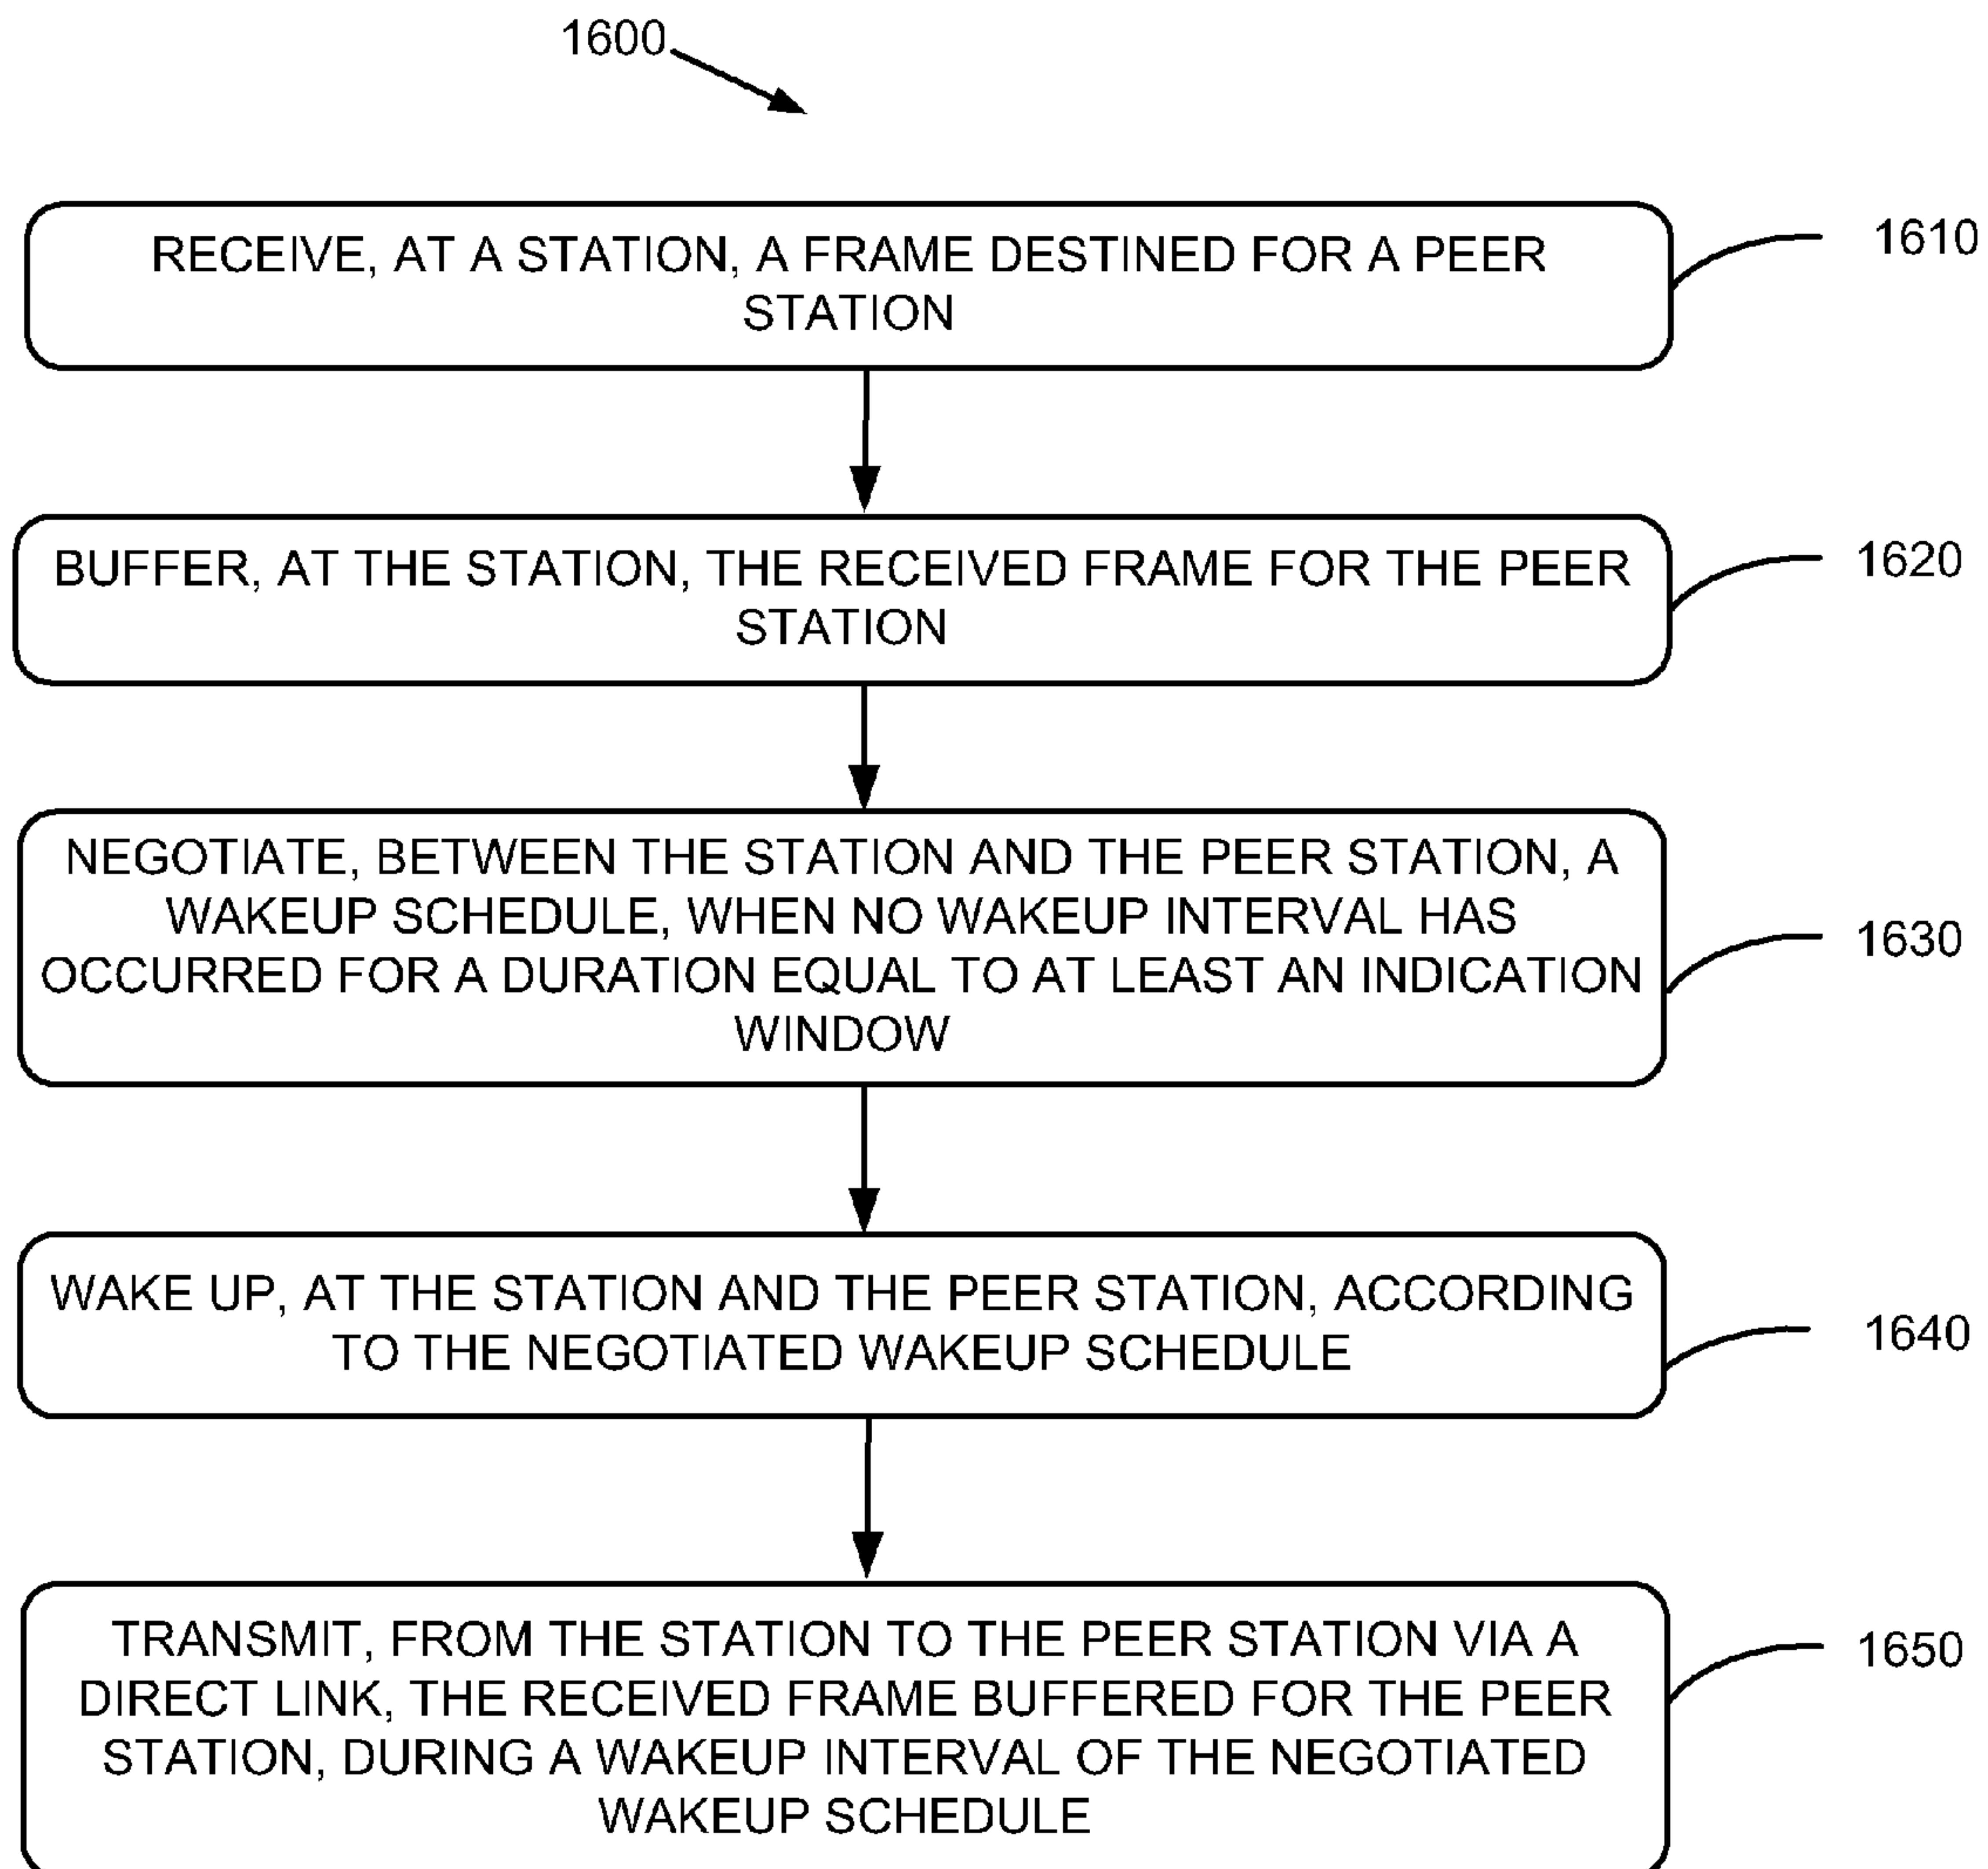 1600
RECEIVE, AT A STATION, A FRAME DESTINED FOR A PEER
STATION
1610
BUFFER, AT THE STATION, THE RECEIVED FRAME FOR THE PEER
STATION
1620
NEGOTIATE, BETWEEN THE STATION AND THE PEER STATION, A
WAKEUP SCHEDULE, WHEN NO WAKEUP INTERVAL HAS
OCCURRED FOR A DURATION EQUAL TO AT LEAST AN INDICATION
WINDOW
1630
WAKE UP, AT THE STATION AND THE PEER STATION, ACCORDING
TO THE NEGOTIATED WAKEUP SCHEDULE
1640
TRANSMIT, FROM THE STATION TO THE PEER STATION VIA A
DIRECT LINK, THE RECEIVED FRAME BUFFERED FOR THE PEER
STATION, DURING A WAKEUP INTERVAL OF THE NEGOTIATED
WAKEUP SCHEDULE
1650